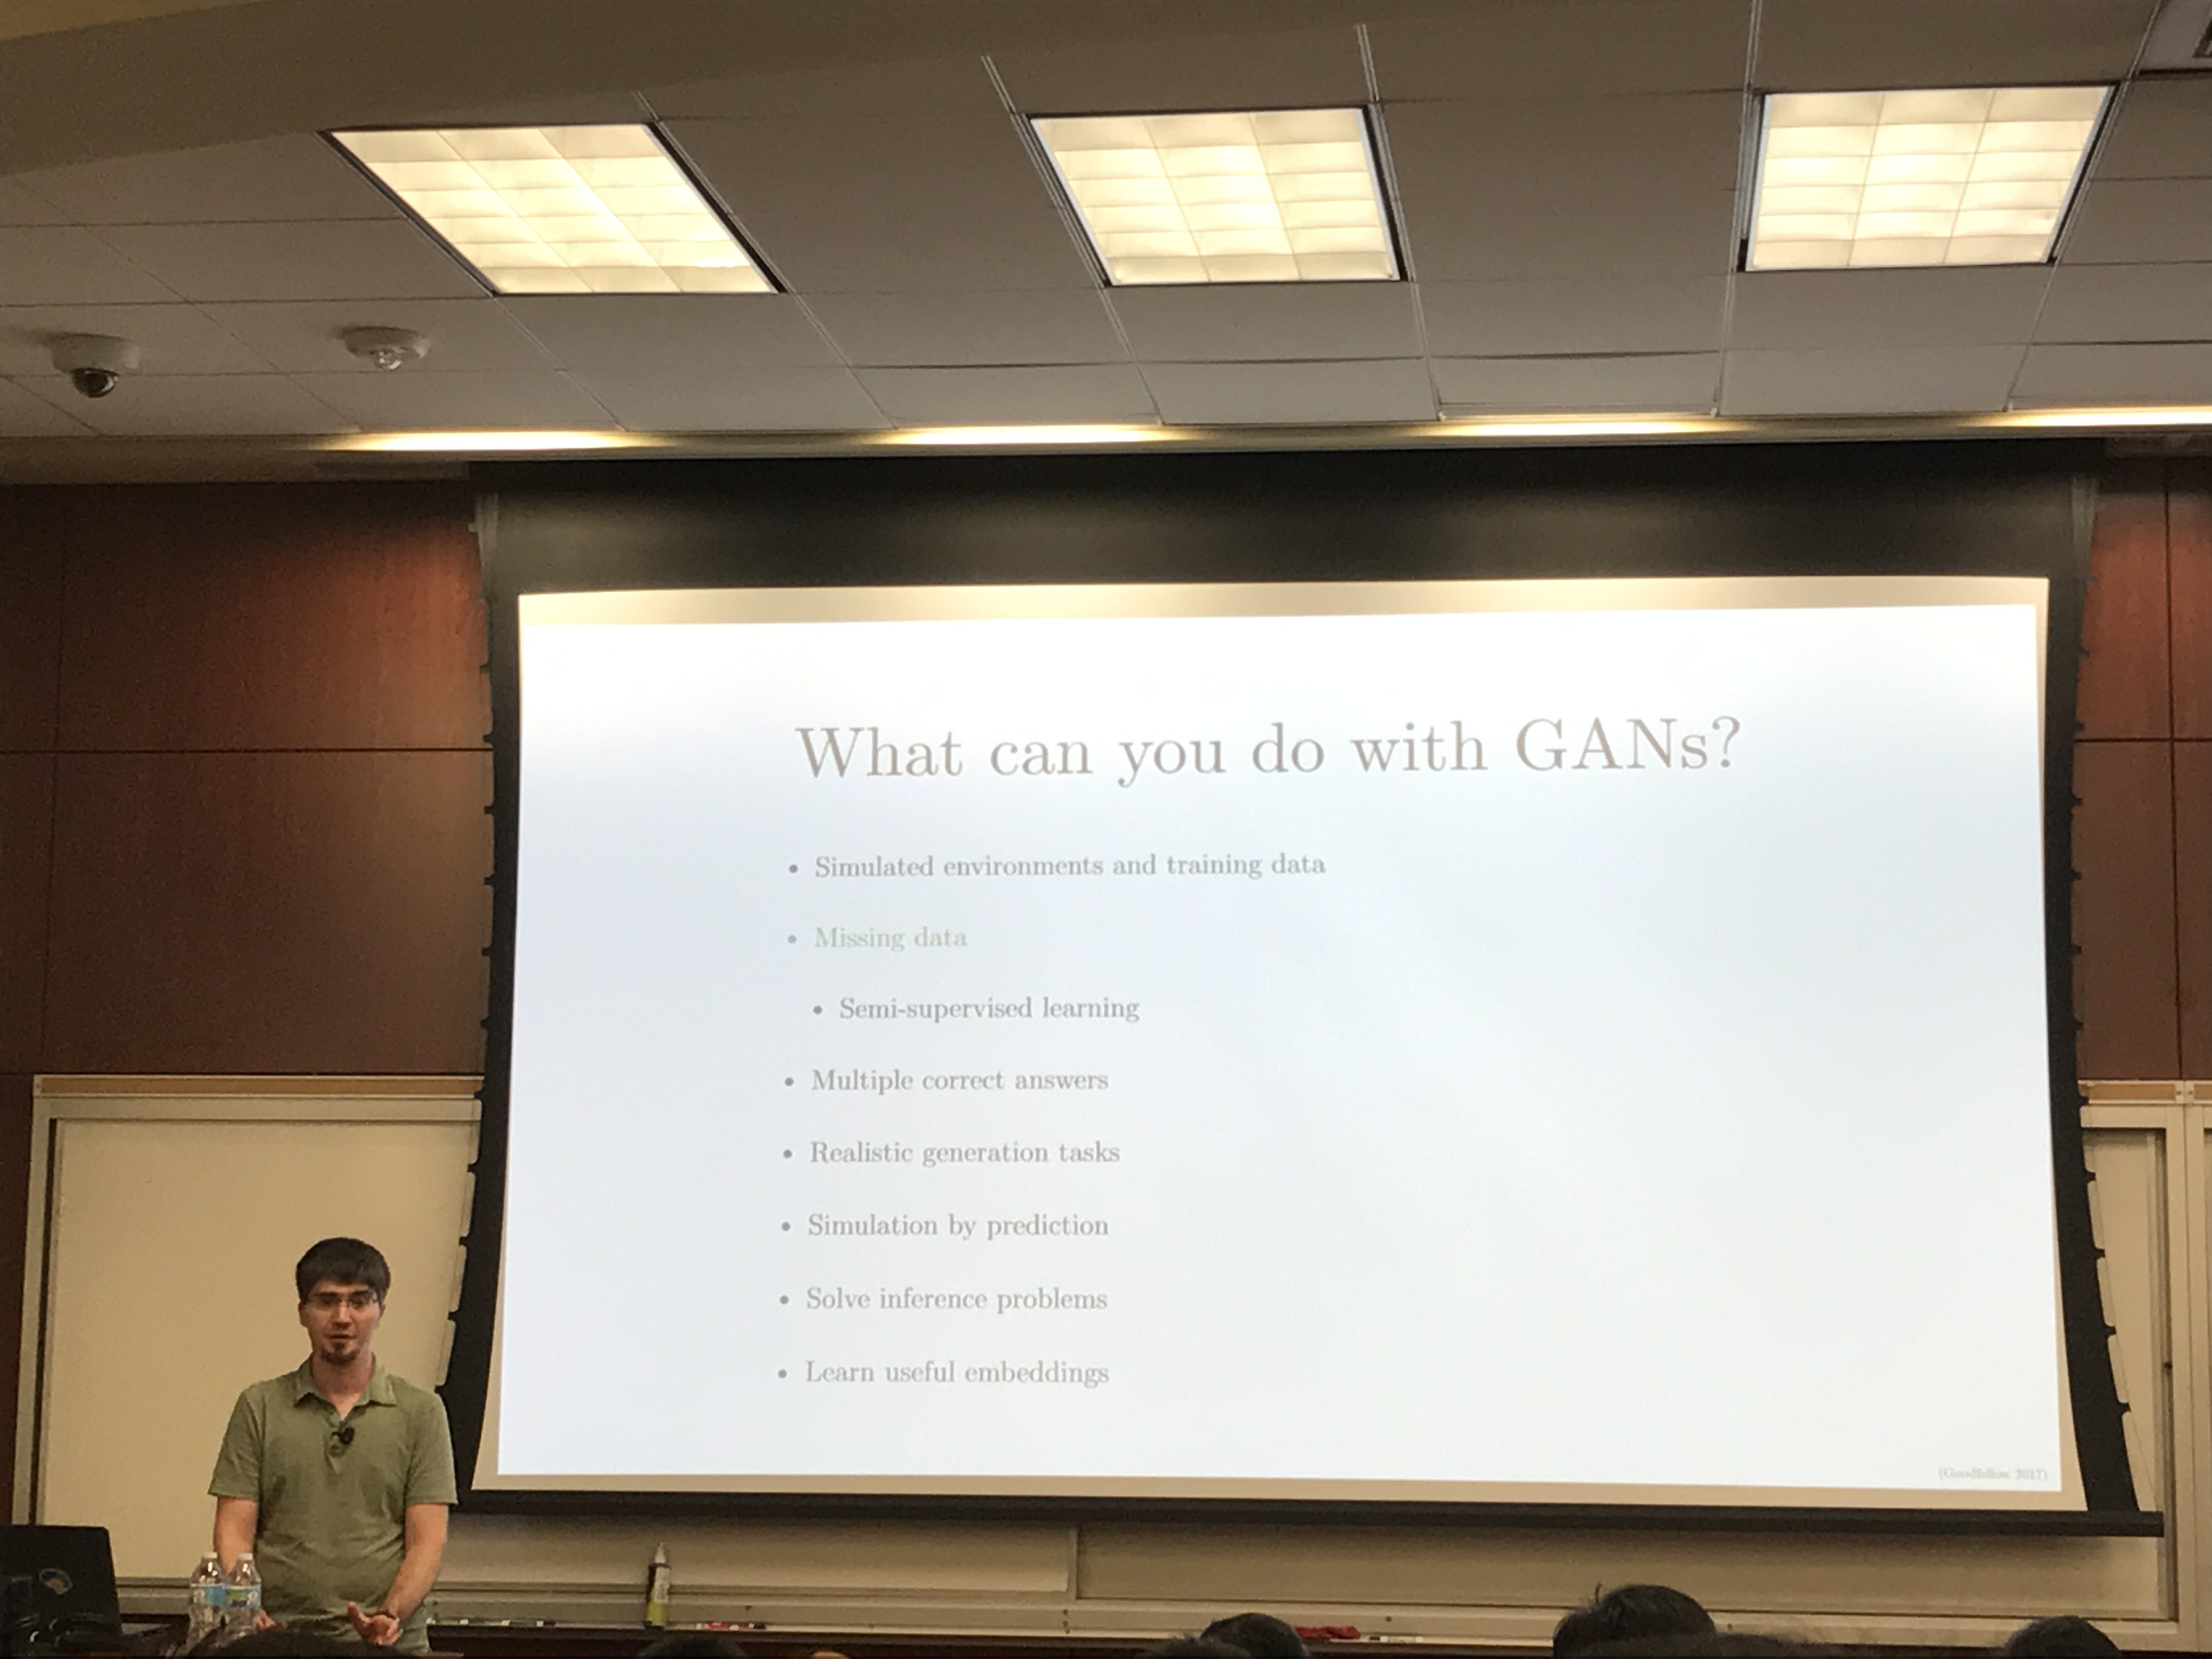 What can you do with GANs?
• Simulated environments and training data
• Missing data
• Semi-supervised learning
• Multiple correct answers
• Realistic generation tasks
• Simulation by prediction
• Solve inference problems
• Learn useful embeddings
(Goodfellow 2017)